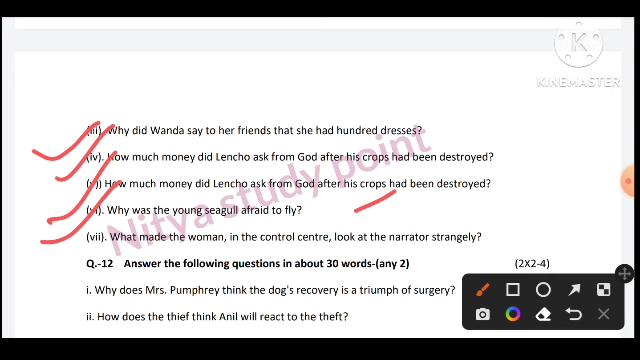 K
KINEMASTER
(iii). Why did Wanda say to her friends that she had hundred dresses?
(iv). How much money did Lencho ask from God after his crops had been destroyed?
(v)) How much money did Lencho ask from God after his crops had been destroyed?
(vi). Why was the young seagull afraid to fly?
(vii). What made the woman, in the control centre, look at the narrator strangely?
Nitya study point
Q.-12 Answer the following questions in about 30 words-(any 2) (2X2-4)
i. Why does Mrs. Pumphrey think the dog's recovery is a triumph of surgery?
ii. How does the thief think Anil will react to the theft?